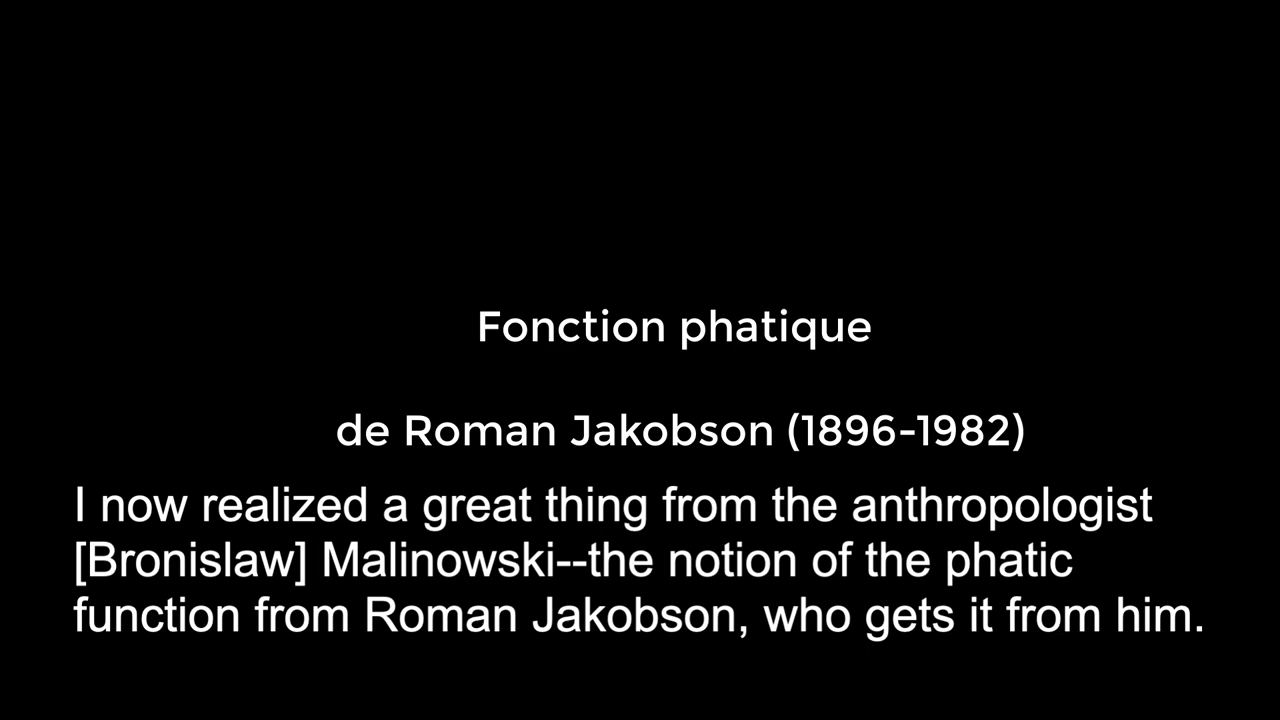 Fonction phatique
de Roman Jakobson (1896-1982)
I now realized a great thing from the anthropologist
[Bronislaw] Malinowski--the notion of the phatic
function from Roman Jakobson, who gets it from him.